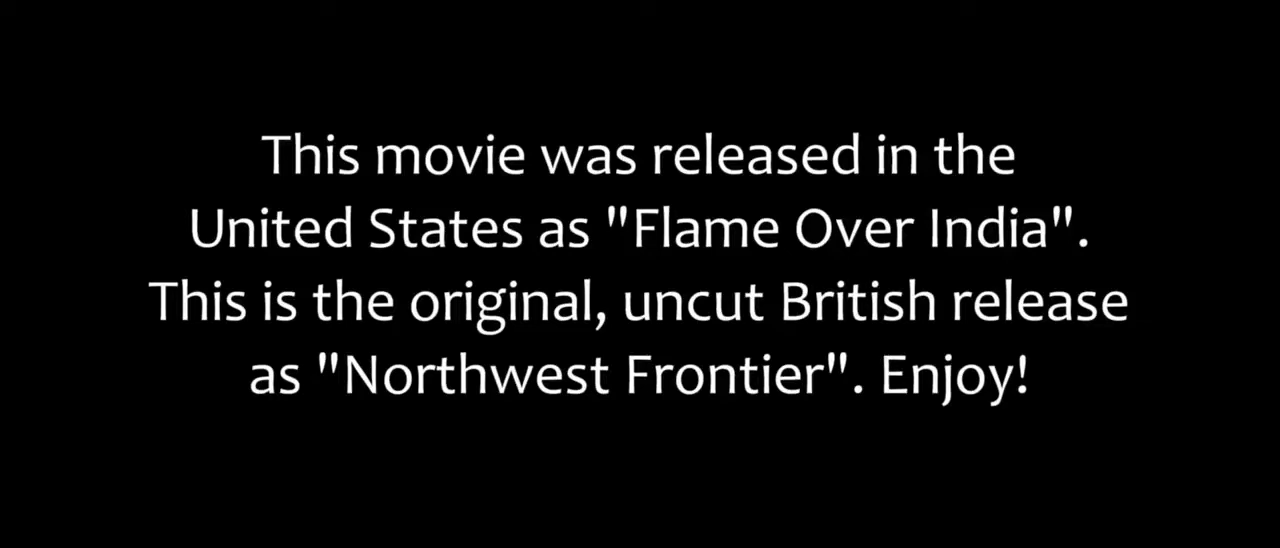 This movie was released in the
United States as "Flame Over India".
This is the original, uncut British release
as "Northwest Frontier". Enjoy!